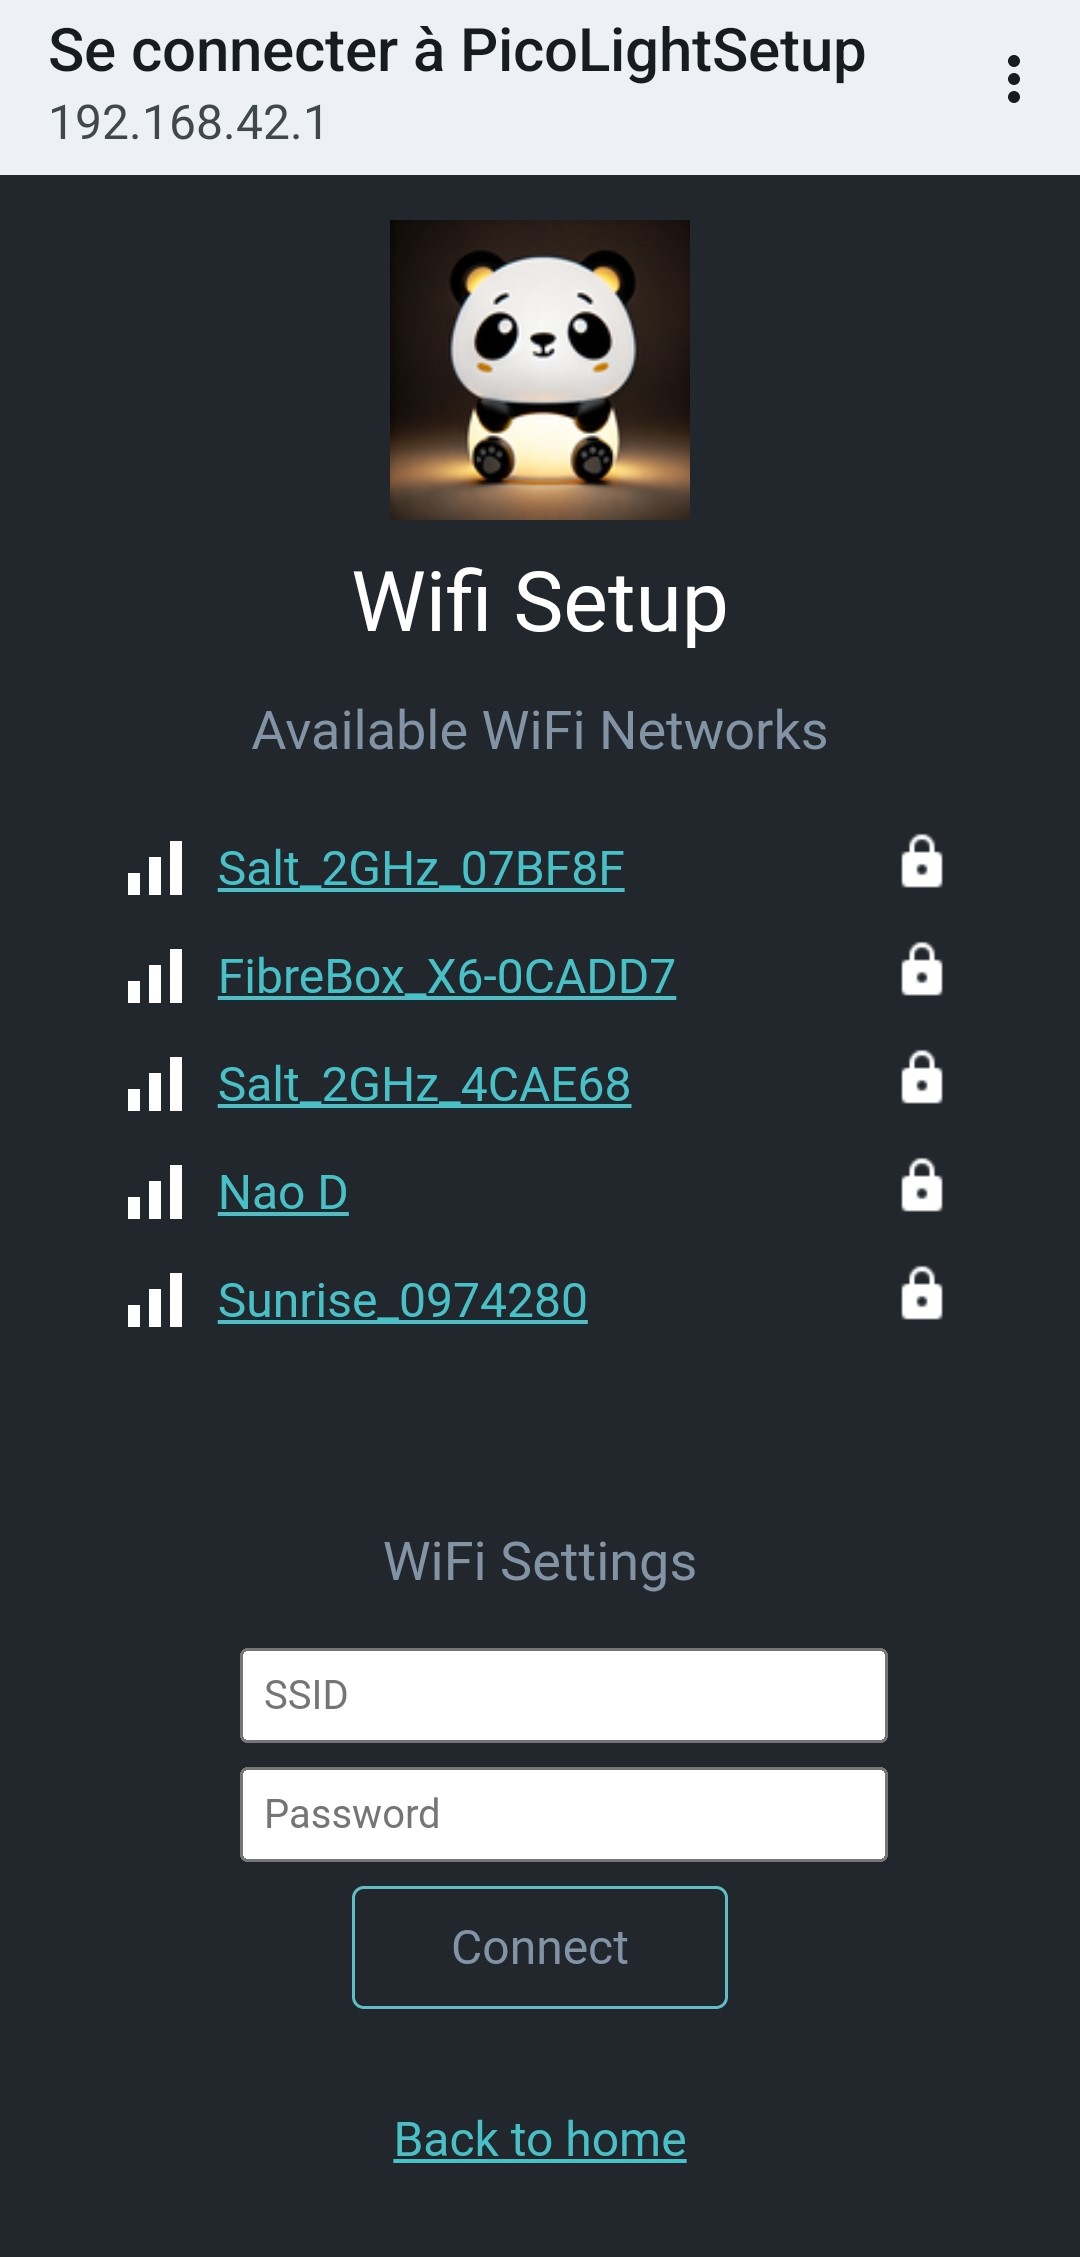 Se connecter à PicoLightSetup
192.168.42.1
Wifi Setup
Available WiFi Networks
Salt_2GHz_07BF8F
FibreBox_X6-0CADD7
Salt_2GHz_4CAE68
Nao D
Sunrise_0974280
WiFi Settings
SSID
Password
Connect
Back to home